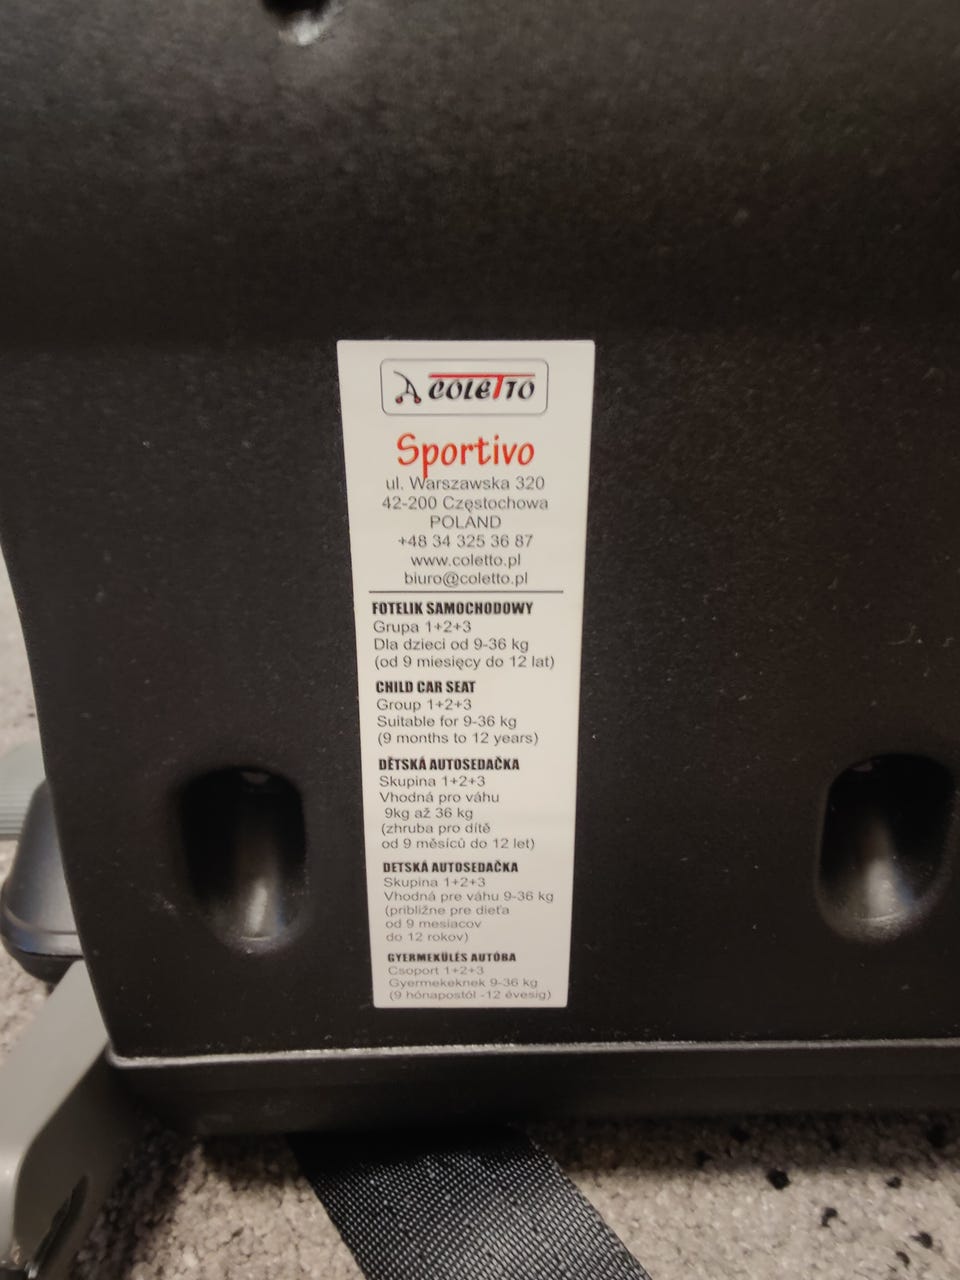 COLETTO
Sportivo
ul. Warszawska 320
42-200 Częstochowa
POLAND
+48 34 325 36 87
www.coletto.pl
biuro@coletto.pl
FOTELIK SAMOCHODOWY
Grupa 1+2+3
Dla dzieci od 9-36 kg
(od 9 miesięcy do 12 lat)
CHILD CAR SEAT
Group 1+2+3
Suitable for 9-36 kg
(9 months to 12 years)
DĚTSKÁ AUTOSEDAČKA
Skupina 1+2+3
Vhodná pro váhu
9kg až 36 kg
(zhruba pro dítě
od 9 měsíců do 12 let)
DETSKÁ AUTOSEDAČKA
Skupina 1+2+3
Vhodná pre váhu 9-36 kg
(približne pre dieťa
od 9 mesiacov
do 12 rokov)
GYERMEKÜLÉS AUTÓBA
Csoport 1+2+3
Gyermekeknek 9-36 kg
(9 hónapostól -12 évesig)